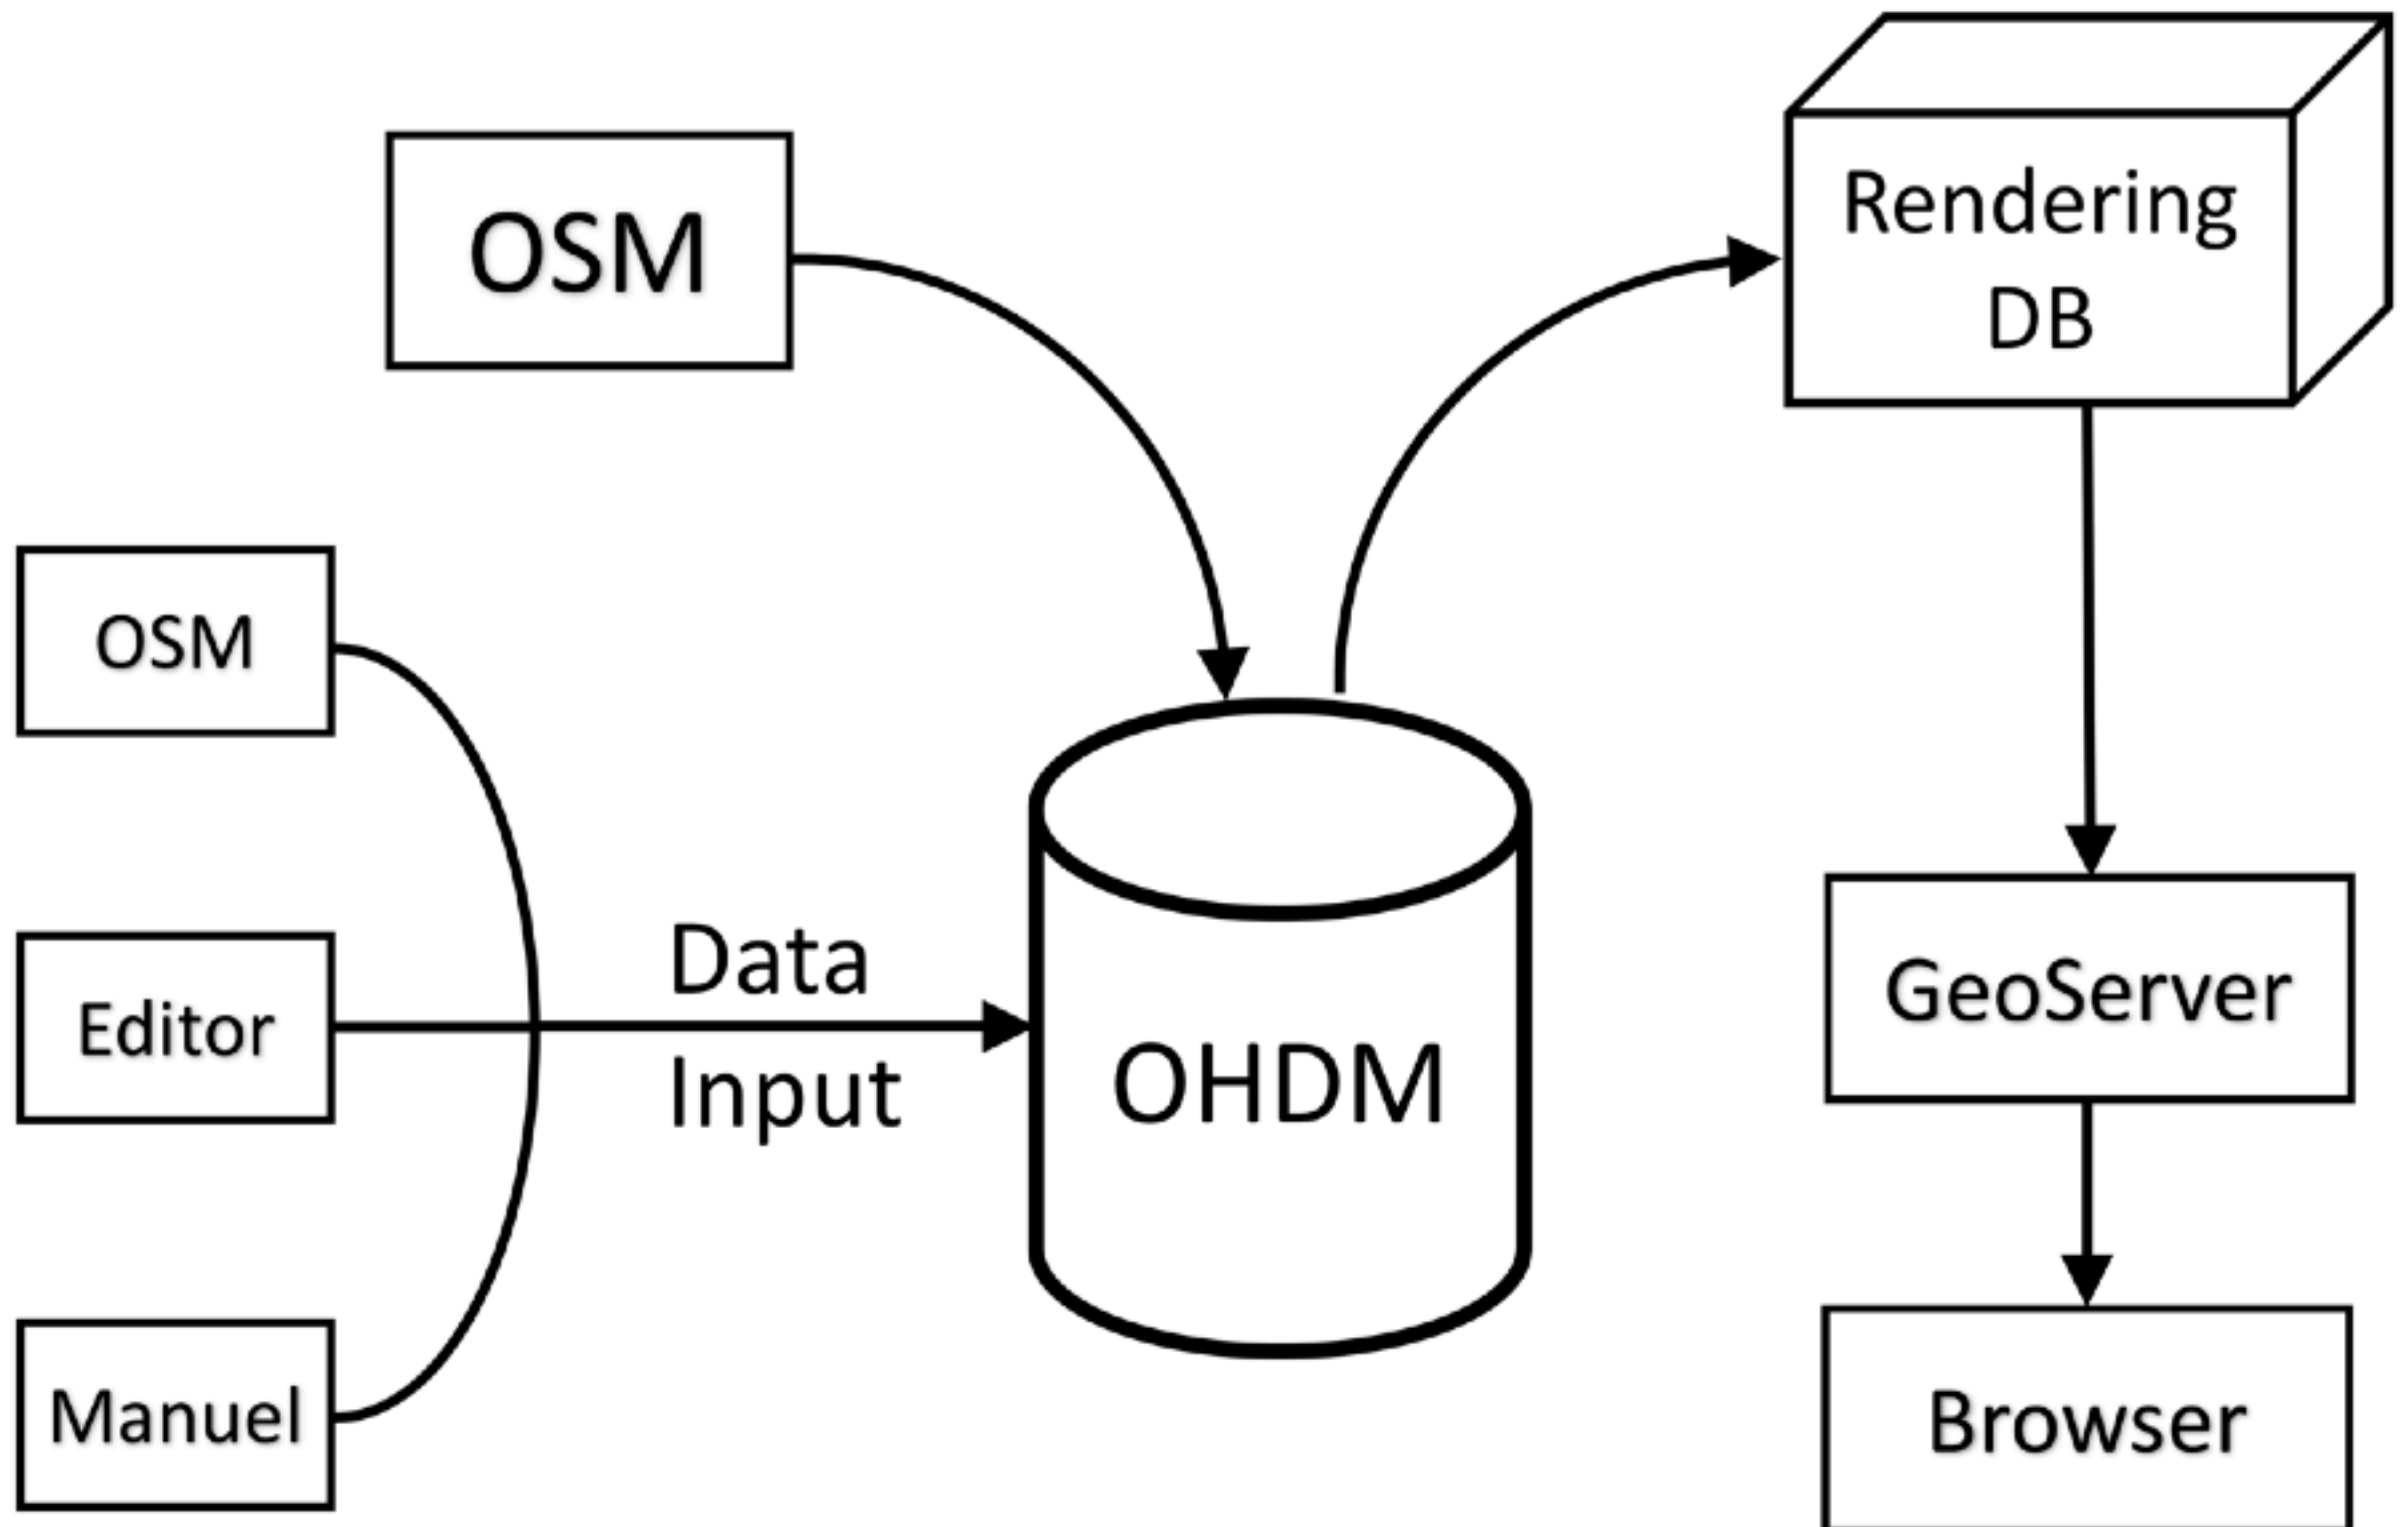 OSM
Rendering
DB
OSM
Editor
Manuel
Data
Input
OHDM
GeoServer
Browser